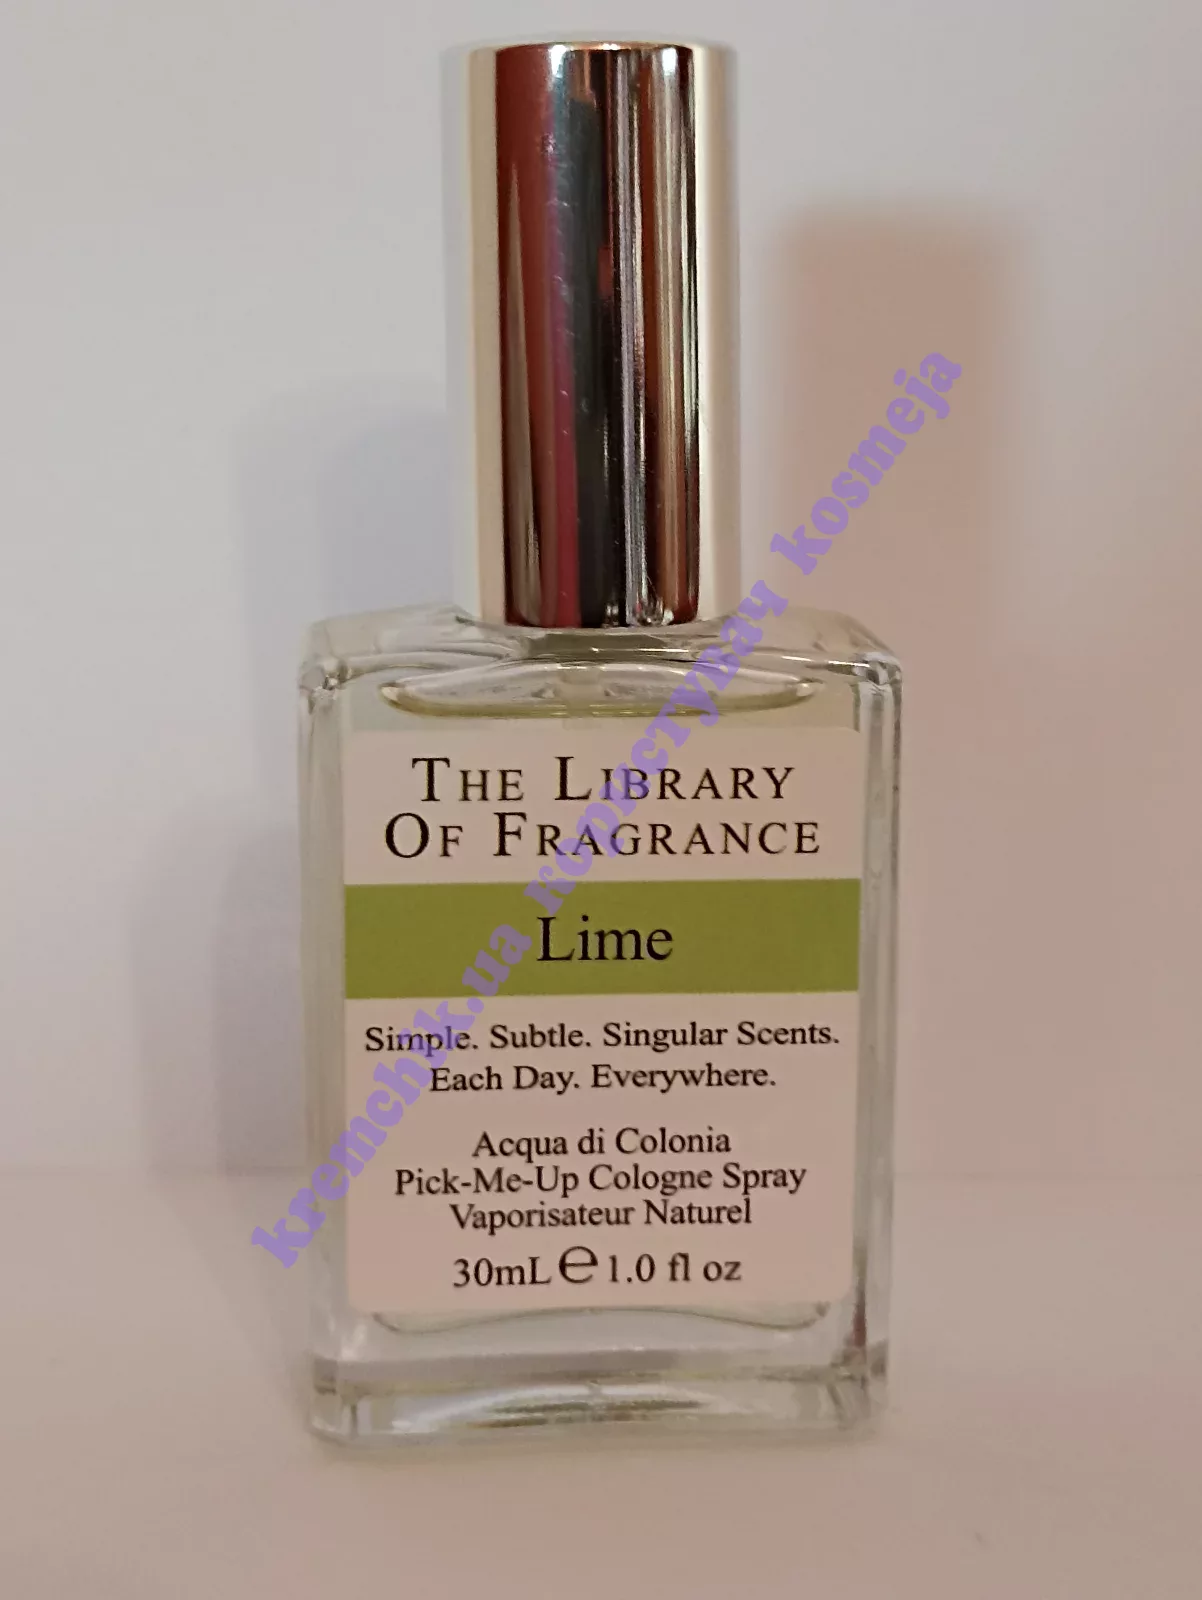 THE LIBRARY
OF FRAGRANCE
Lime
Simple. Subtle. Singular Scents.
Each Day. Everywhere.
Acqua di Colonia
Pick-Me-Up Cologne Spray
Vaporisateur Naturel
30mL ℮ 1.0 fl oz
kremchik.ua користувач kosmeja